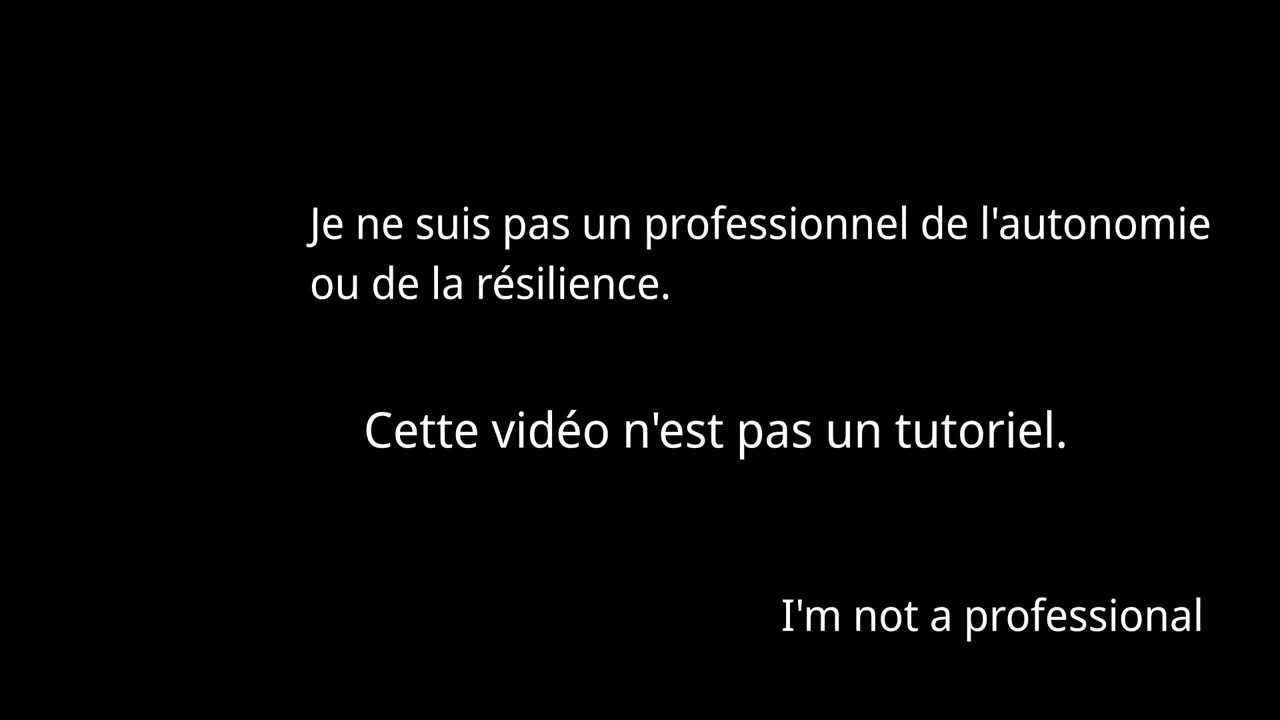 Je ne suis pas un professionnel de l'autonomie
ou de la résilience.
Cette vidéo n'est pas un tutoriel.
I'm not a professional